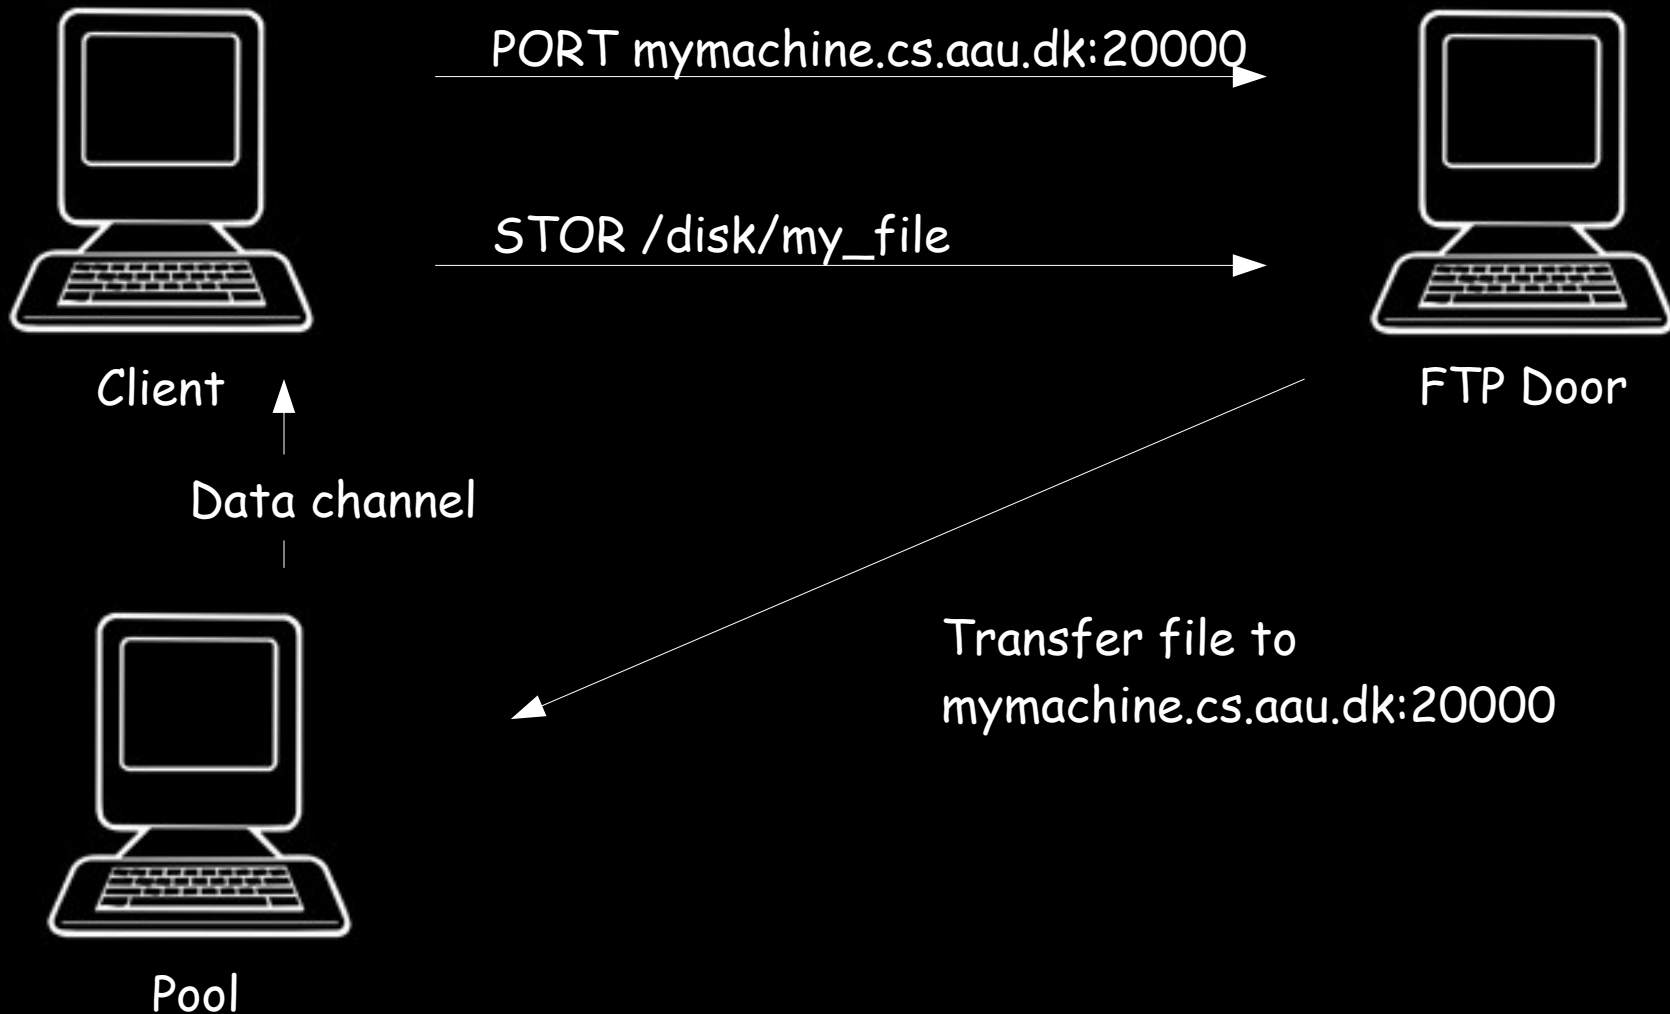 PORT mymachine.cs.aau.dk:20000
STOR /disk/my_file
Client
FTP Door
Data channel
Transfer file to
mymachine.cs.aau.dk:20000
Pool